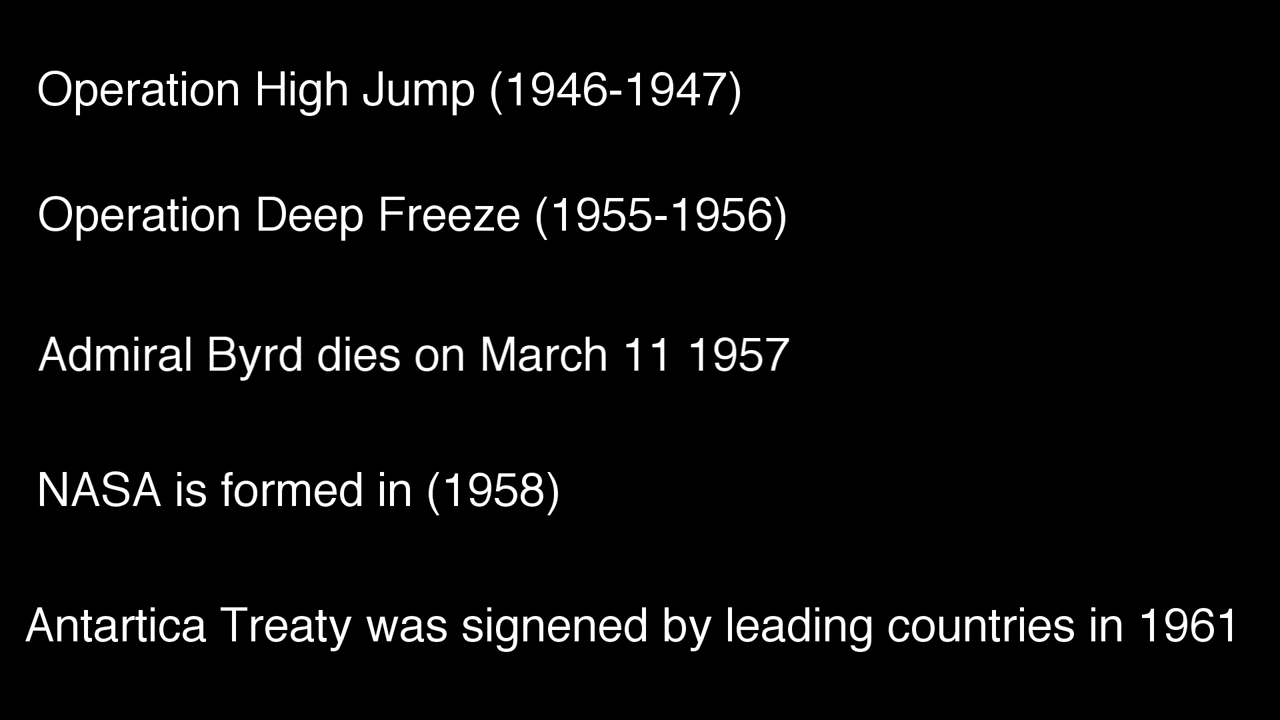 Operation High Jump (1946-1947)
Operation Deep Freeze (1955-1956)
Admiral Byrd dies on March 11 1957
NASA is formed in (1958)
Antartica Treaty was signened by leading countries in 1961